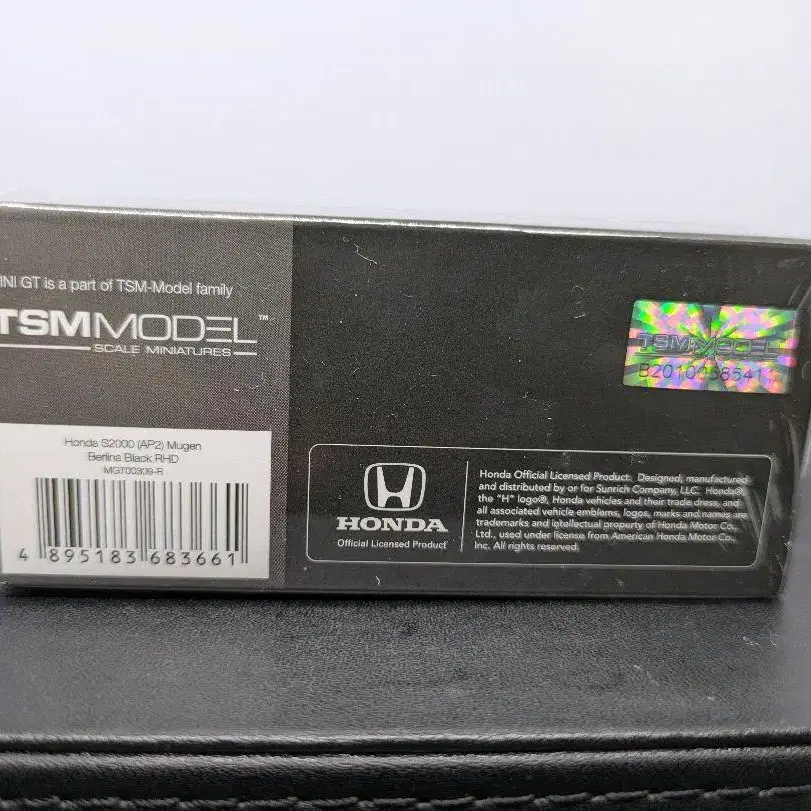 INI GT is a part of TSM-Model family
TSMMODEL™
SCALE MINIATURES
Honda S2000 (AP2) Mugen
Berlina Black RHD
MGT00309-R
4 895183 683661
TSMMODEL
HONDA
Official Licensed Product
Honda Official Licensed Product. Designed, manufactured
and distributed by or for Sunrich Company, LLC. Honda®,
the "H" logo®, Honda vehicles and their trade dress, and
all associated vehicle emblems, logos, marks and names are
trademarks and intellectual property of Honda Motor Co.,
Ltd., used under license from American Honda Motor Co.,
Inc. All rights reserved.